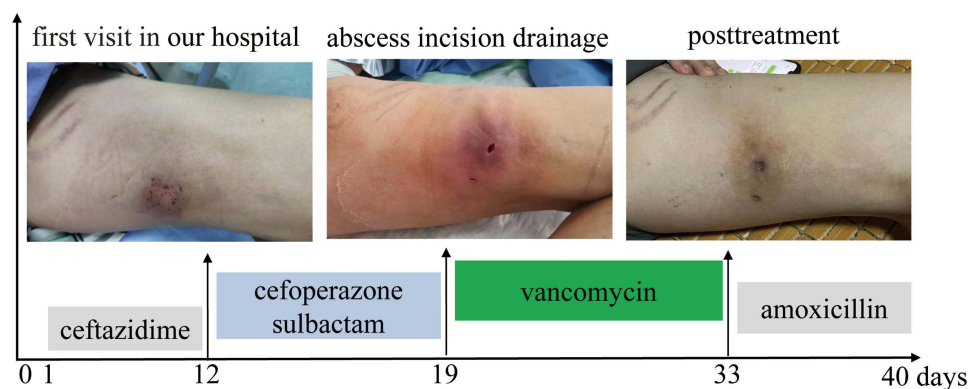 first visit in our hospital
abscess incision drainage
posttreatment
ceftazidime
cefoperazone
sulbactam
vancomycin
amoxicillin
0 1 12 19 33 40 days